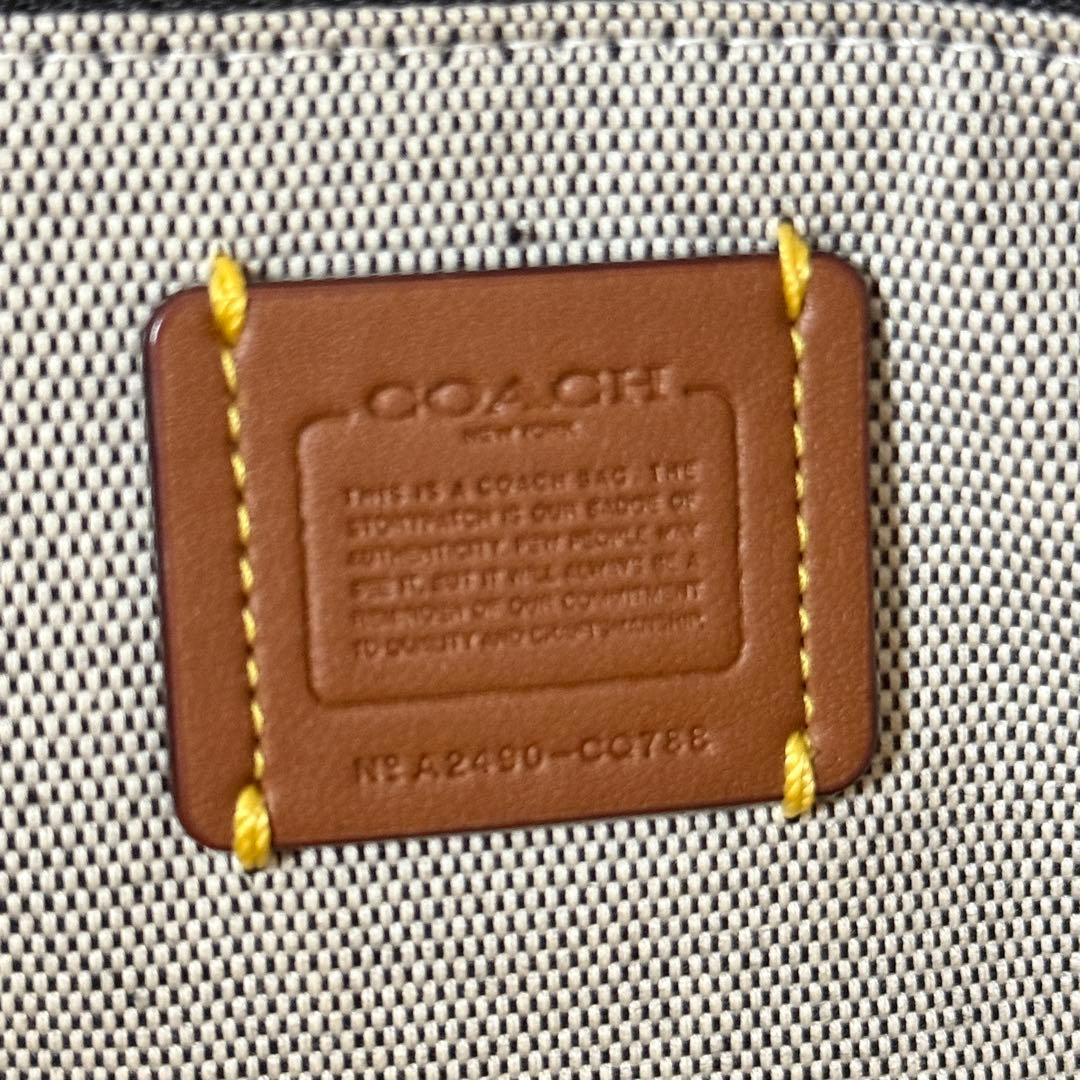 COACH
NEW YORK
THIS IS A COACH BAG. THE
STORYPATCH IS OUR BADGE OF
AUTHENTICITY. FEW PEOPLE MAY
SEE IT, BUT IT WILL ALWAYS BE A
REMINDER OF OUR COMMITMENT
TO QUALITY AND CRAFTSMANSHIP.
Nº A2490-CQ788